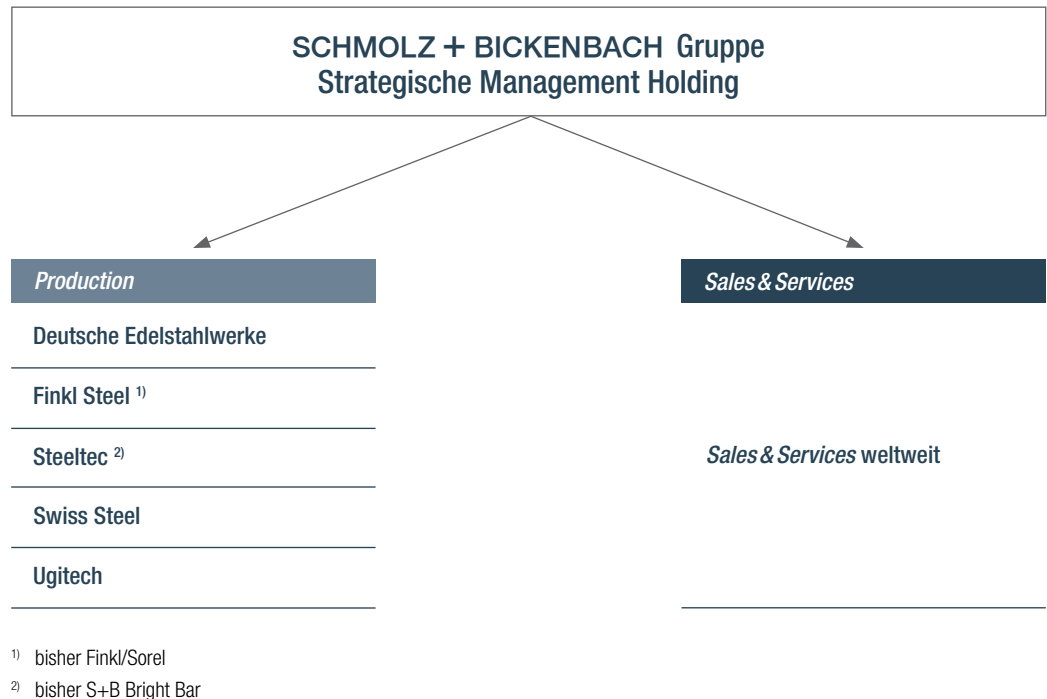 SCHMOLZ + BICKENBACH Gruppe
Strategische Management Holding
Production
Deutsche Edelstahlwerke
Finkl Steel 1)
Steeltec 2)
Swiss Steel
Ugitech
Sales & Services
Sales & Services weltweit
1) bisher Finkl/Sorel
2) bisher S+B Bright Bar